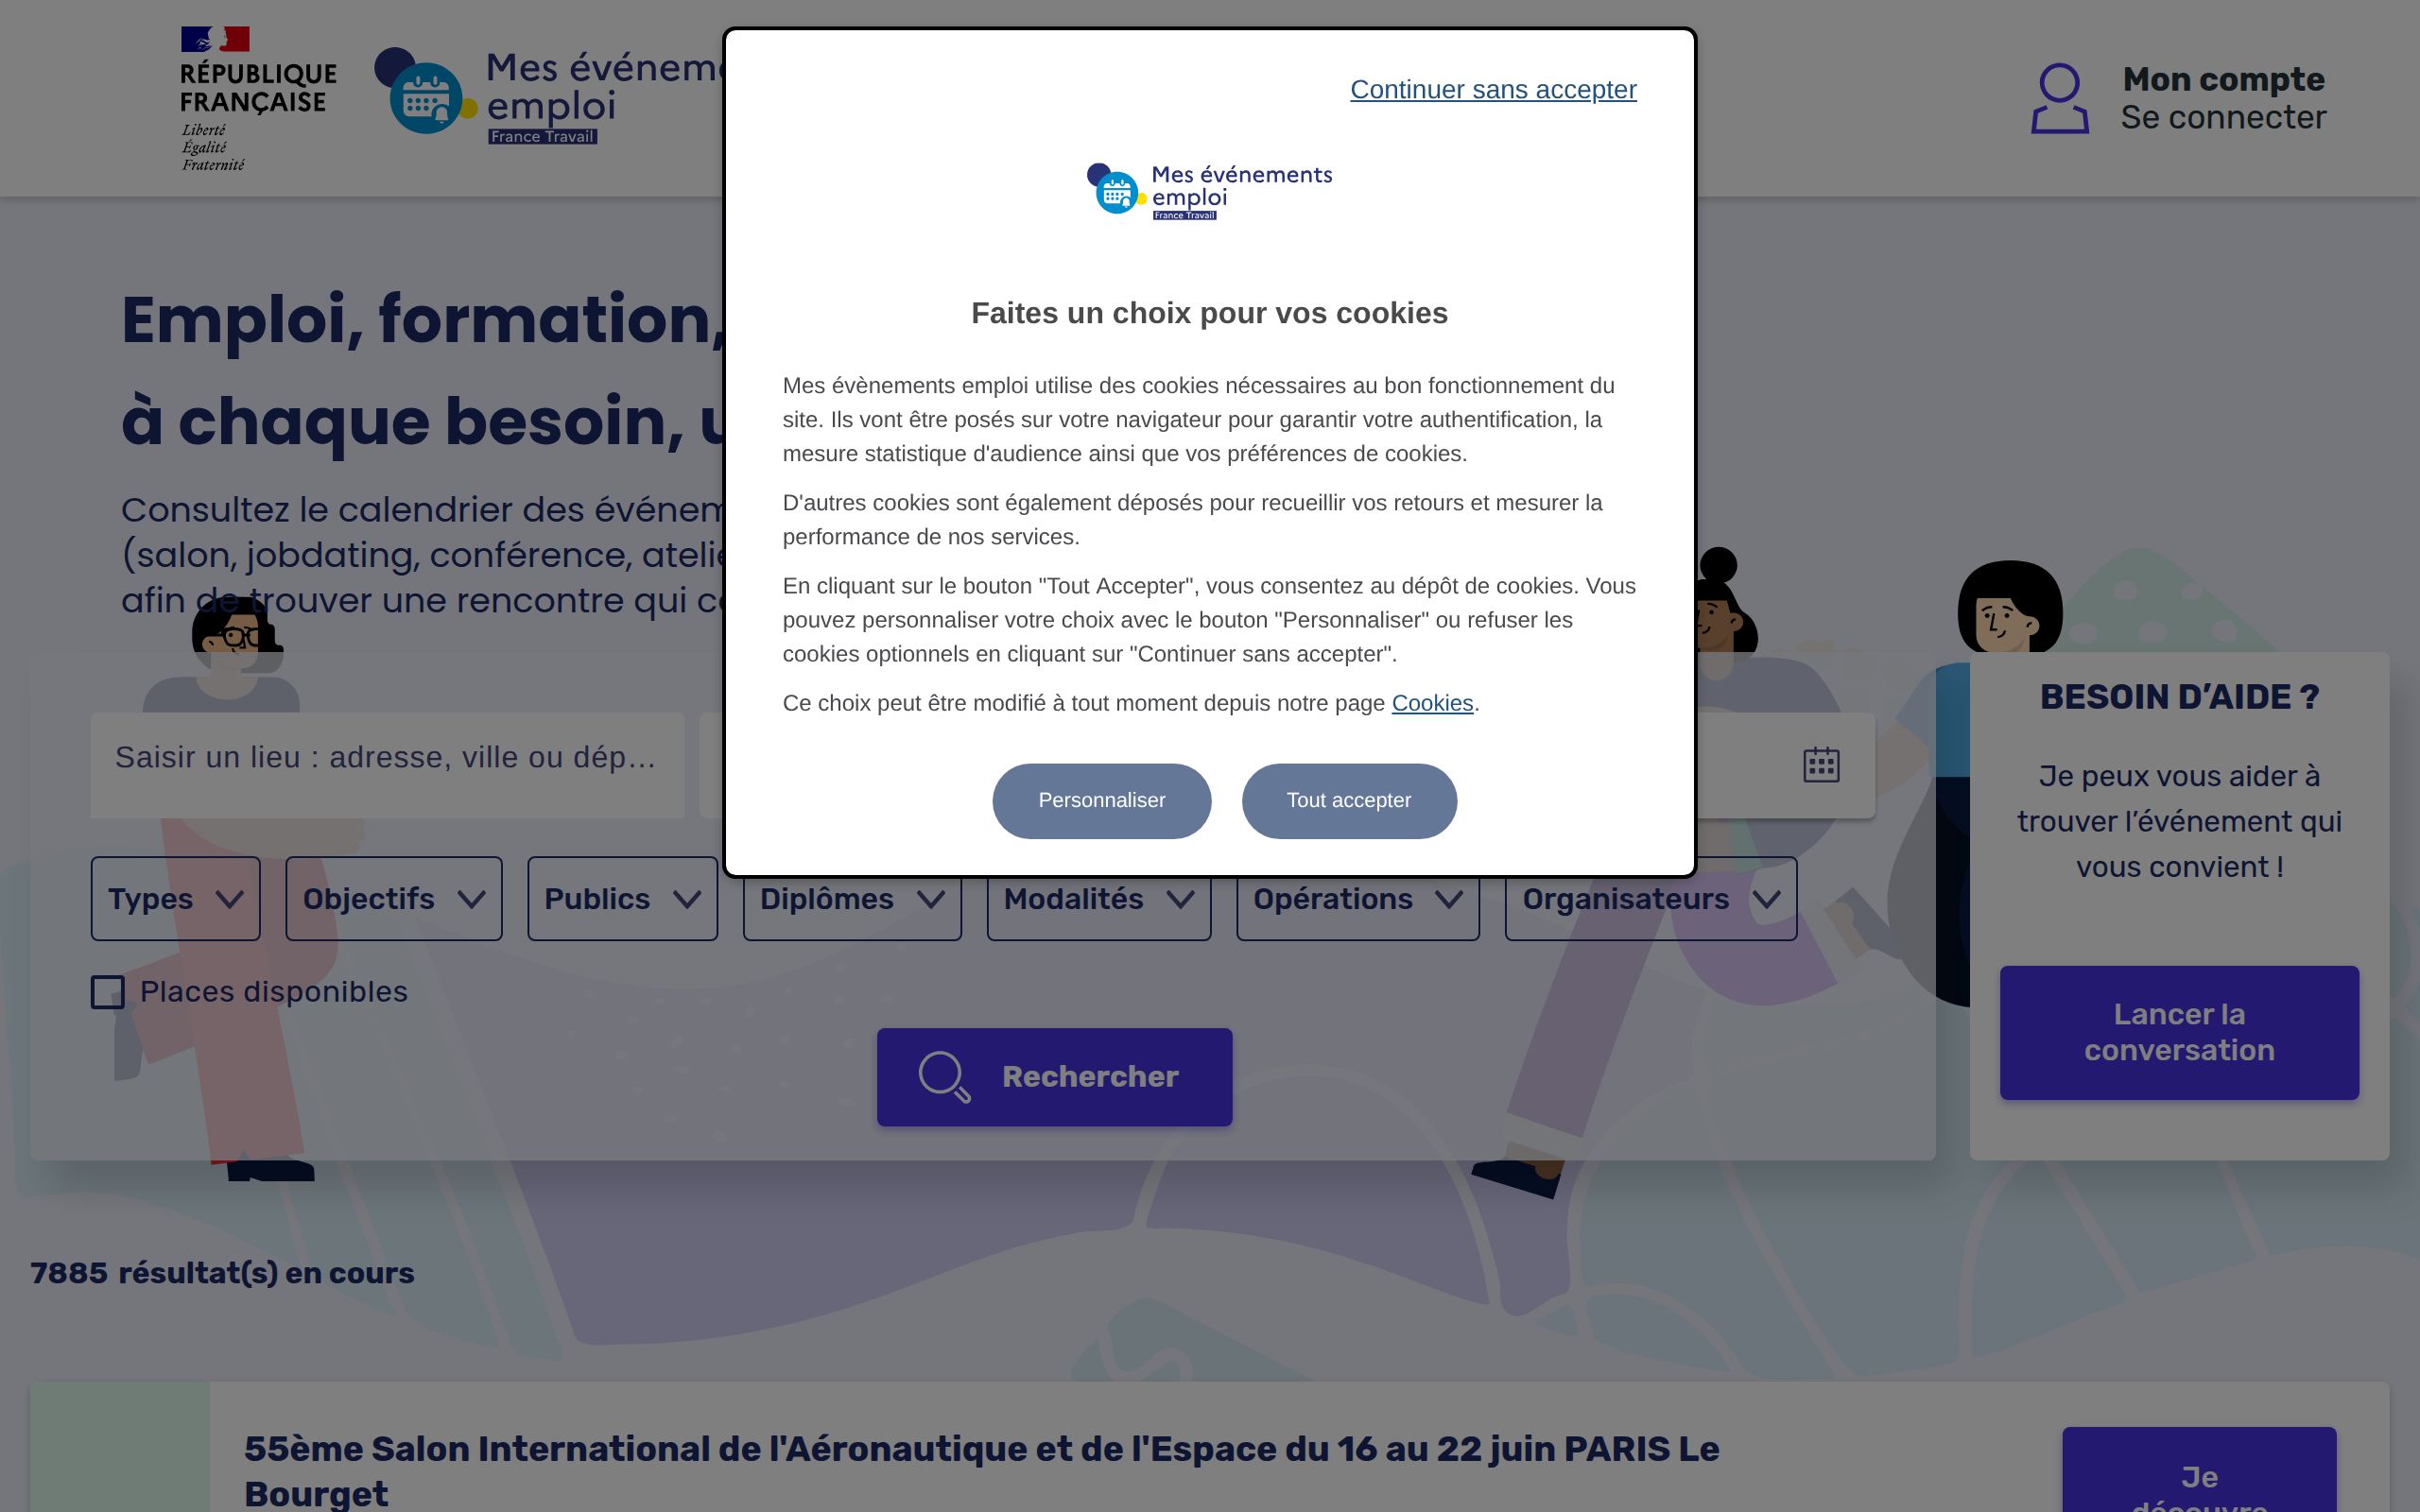 RÉPUBLIQUE
FRANÇAISE
Liberté
Égalité
Fraternité
Mes événem
emploi
France Travail
Mon compte
Se connecter
Emploi, formation,
à chaque besoin,
Consultez le calendrier des événem
(salon, jobdating, conférence, atelie
afin de trouver une rencontre qui
Continuer sans accepter
Mes événements
emploi
France Travail
Faites un choix pour vos cookies
Mes évènements emploi utilise des cookies nécessaires au bon fonctionnement du
site. Ils vont être posés sur votre navigateur pour garantir votre authentification, la
mesure statistique d'audience ainsi que vos préférences de cookies.
D'autres cookies sont également déposés pour recueillir vos retours et mesurer la
performance de nos services.
En cliquant sur le bouton "Tout Accepter", vous consentez au dépôt de cookies. Vous
pouvez personnaliser votre choix avec le bouton "Personnaliser" ou refuser les
cookies optionnels en cliquant sur "Continuer sans accepter".
Ce choix peut être modifié à tout moment depuis notre page Cookies.
Personnaliser
Tout accepter
Saisir un lieu : adresse, ville ou dép...
Types
Objectifs
Publics
Diplômes
Modalités
Opérations
Organisateurs
Places disponibles
Rechercher
BESOIN D’AIDE ?
Je peux vous aider à
trouver l’événement qui
vous convient !
Lancer la
conversation
7885 résultat(s) en cours
55ème Salon International de l'Aéronautique et de l'Espace du 16 au 22 juin PARIS Le
Bourget
Je
découvre